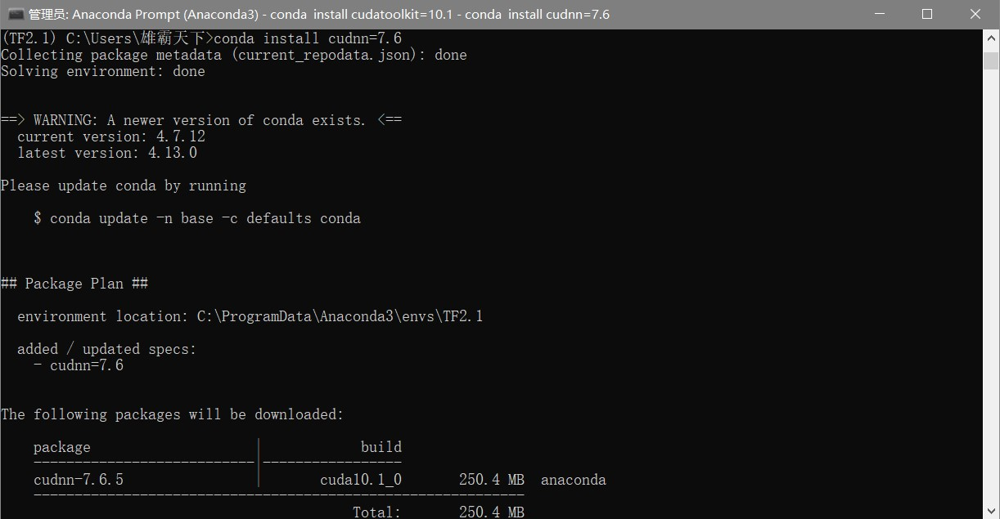 管理员: Anaconda Prompt (Anaconda3) - conda  install cudatoolkit=10.1 - conda  install cudnn=7.6
(TF2.1) C:\Users\雄霸天下>conda install cudnn=7.6
Collecting package metadata (current_repodata.json): done
Solving environment: done
==> WARNING: A newer version of conda exists. <==
  current version: 4.7.12
  latest version: 4.13.0
Please update conda by running
    $ conda update -n base -c defaults conda
## Package Plan ##
  environment location: C:\ProgramData\Anaconda3\envs\TF2.1
  added / updated specs:
    - cudnn=7.6
The following packages will be downloaded:
    package                    |            build
    ---------------------------|-----------------
    cudnn-7.6.5                |       cuda10.1_0       250.4 MB  anaconda
    ------------------------------------------------------------
                                           Total:       250.4 MB